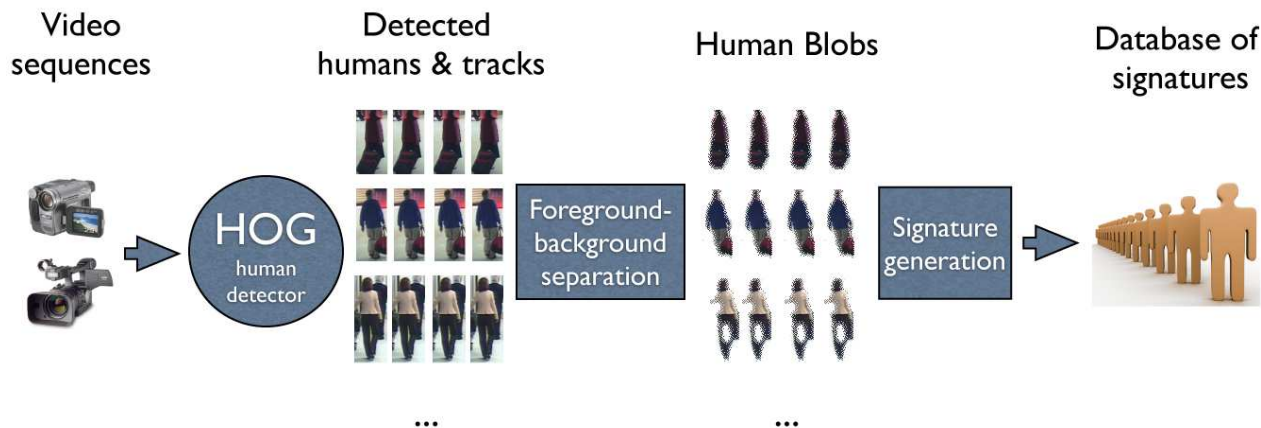 Video
sequences
Detected
humans & tracks
Human Blobs
Database of
signatures
HOG
human
detector
Foreground-
background
separation
Signature
generation
...
...